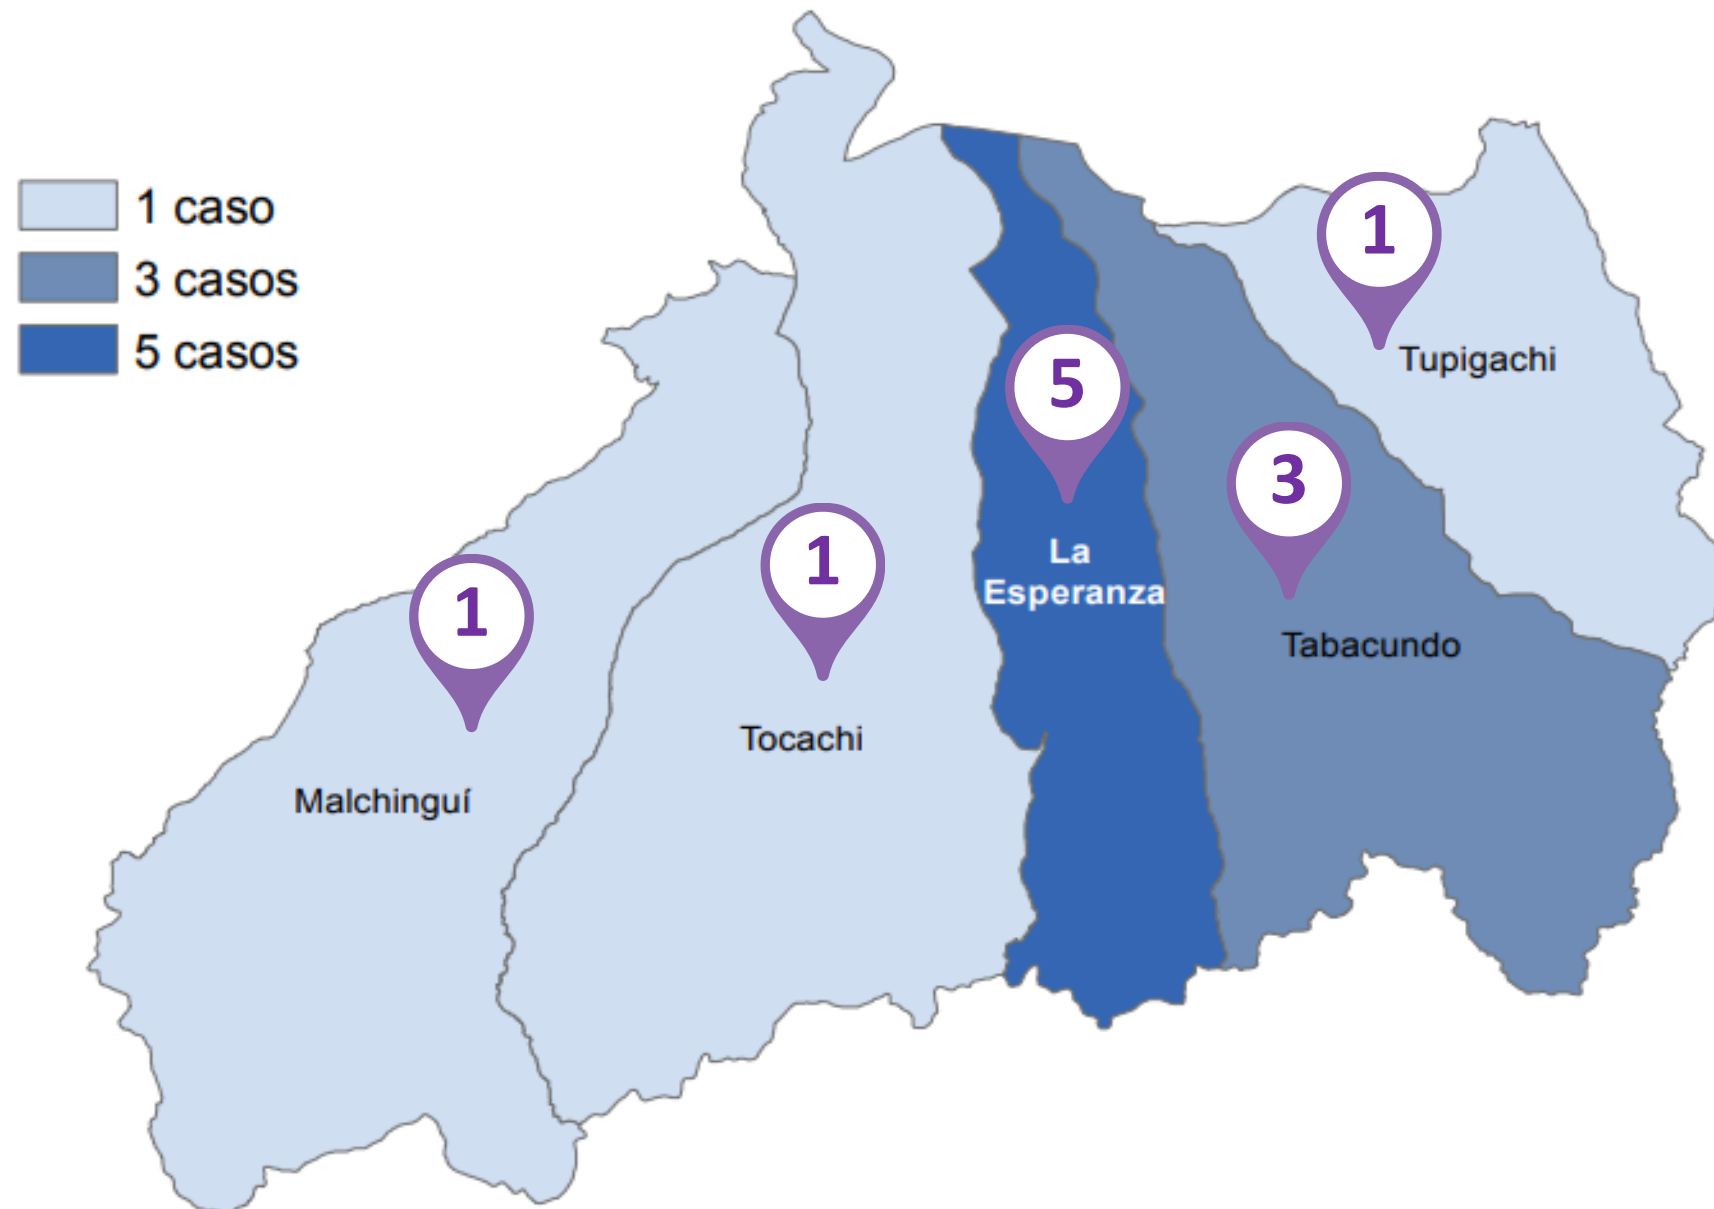 1 caso
3 casos
5 casos
1
Tupigachi
5
La
Esperanza
3
Tabacundo
1
Tocachi
1
Malchinguí